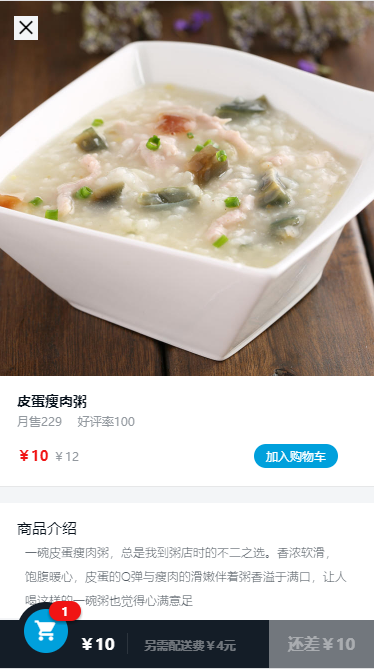 皮蛋瘦肉粥
月售229 好评率100
¥10 ¥12 加入购物车
商品介绍
一碗皮蛋瘦肉粥，总是我到粥店时的不二之选。香浓软滑，
饱腹暖心，皮蛋的Q弹与瘦肉的滑嫩伴着粥香溢于满口，让人
喝这样的一碗粥也觉得心满意足
1
¥10 另需配送费¥4元 还差¥10